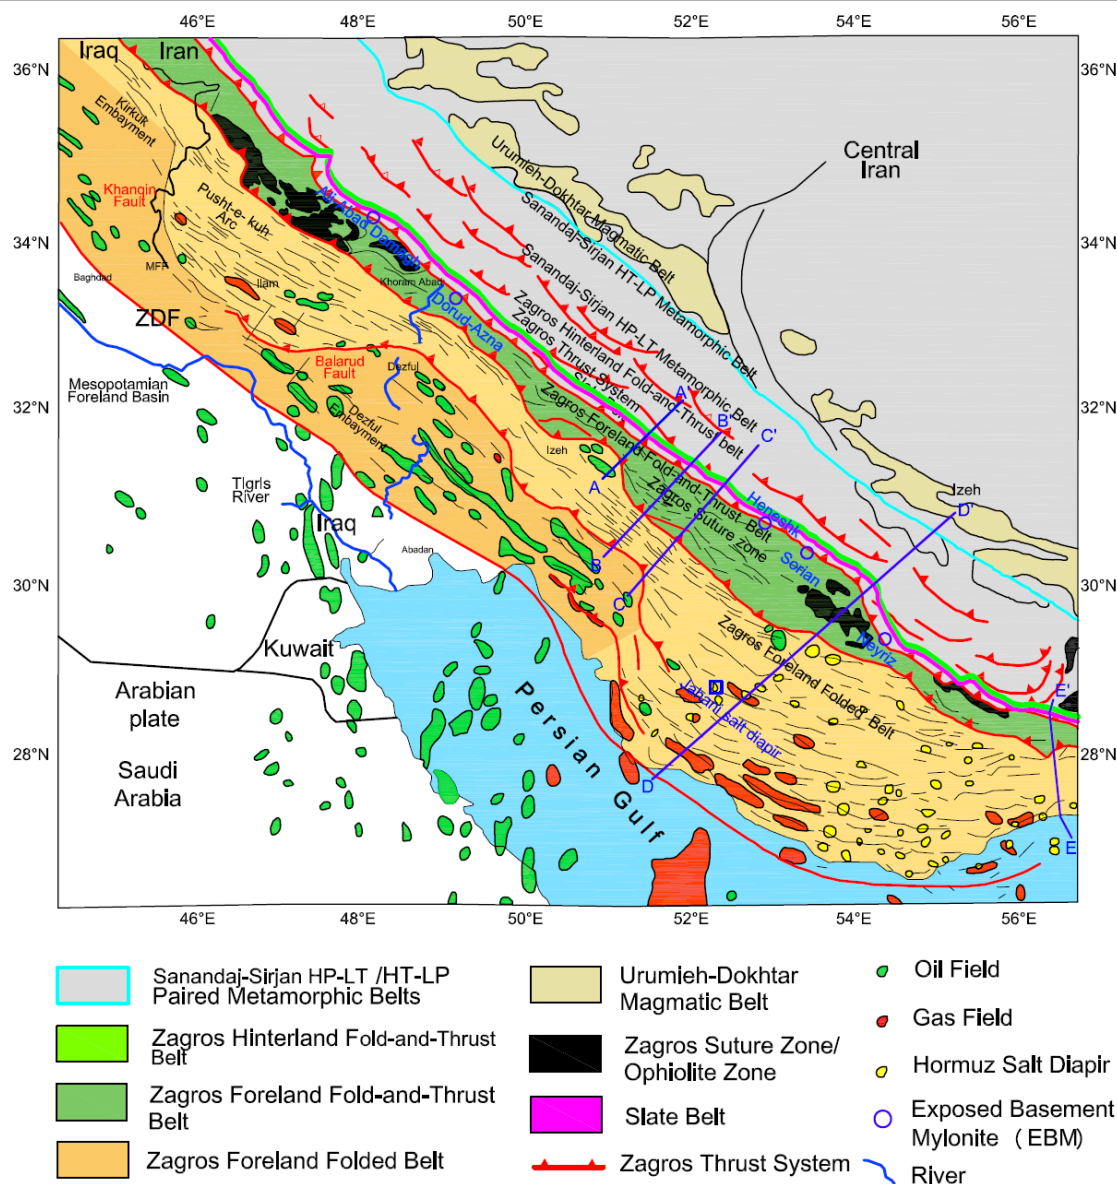 46°E 48°E 50°E 52°E 54°E 56°E
36°N
36°N
34°N
34°N
32°N
32°N
30°N
30°N
28°N
28°N
Iraq
Iran
Kirkuk
Embayment
Khanqin
Fault
Pusht-e- kuh
Arc
MFF
Baghdad
ZDF
Ilam
Ali-Abad Damagh
Khoram Abad
Dorud-Azna
Urumieh-Dokhtar Magmatic Belt
Sanandaj-Sirjan HT-LP Metamorphic Belt
Sanandaj-Sirjan HP-LT Metamorphic Belt
Zagros Hinterland Fold-and-Thrust belt
Zagros Thrust System
Zagros Foreland Fold-and-Thrust Belt
Zagros Suture zone
Central
Iran
Balarud
Fault
Dezful
Dezful
Embayment
Mesopotamian
Foreland Basin
TIgrIs
River
Iraq
Abadan
Izeh
A
A'
B
B'
C
C'
Heneshk
Sorian
Neyriz
Izeh
D'
D
E'
E
Zagros Foreland Folded Belt
Jahani salt diapir
Kuwait
Arabian
plate
Saudi
Arabia
Persian Gulf
46°E 48°E 50°E 52°E 54°E 56°E
Sanandaj-Sirjan HP-LT /HT-LP
Paired Metamorphic Belts
Zagros Hinterland Fold-and-Thrust
Belt
Zagros Foreland Fold-and-Thrust
Belt
Zagros Foreland Folded Belt
Urumieh-Dokhtar
Magmatic Belt
Zagros Suture Zone/
Ophiolite Zone
Slate Belt
Zagros Thrust System
Oil Field
Gas Field
Hormuz Salt Diapir
Exposed Basement
Mylonite ( EBM)
River